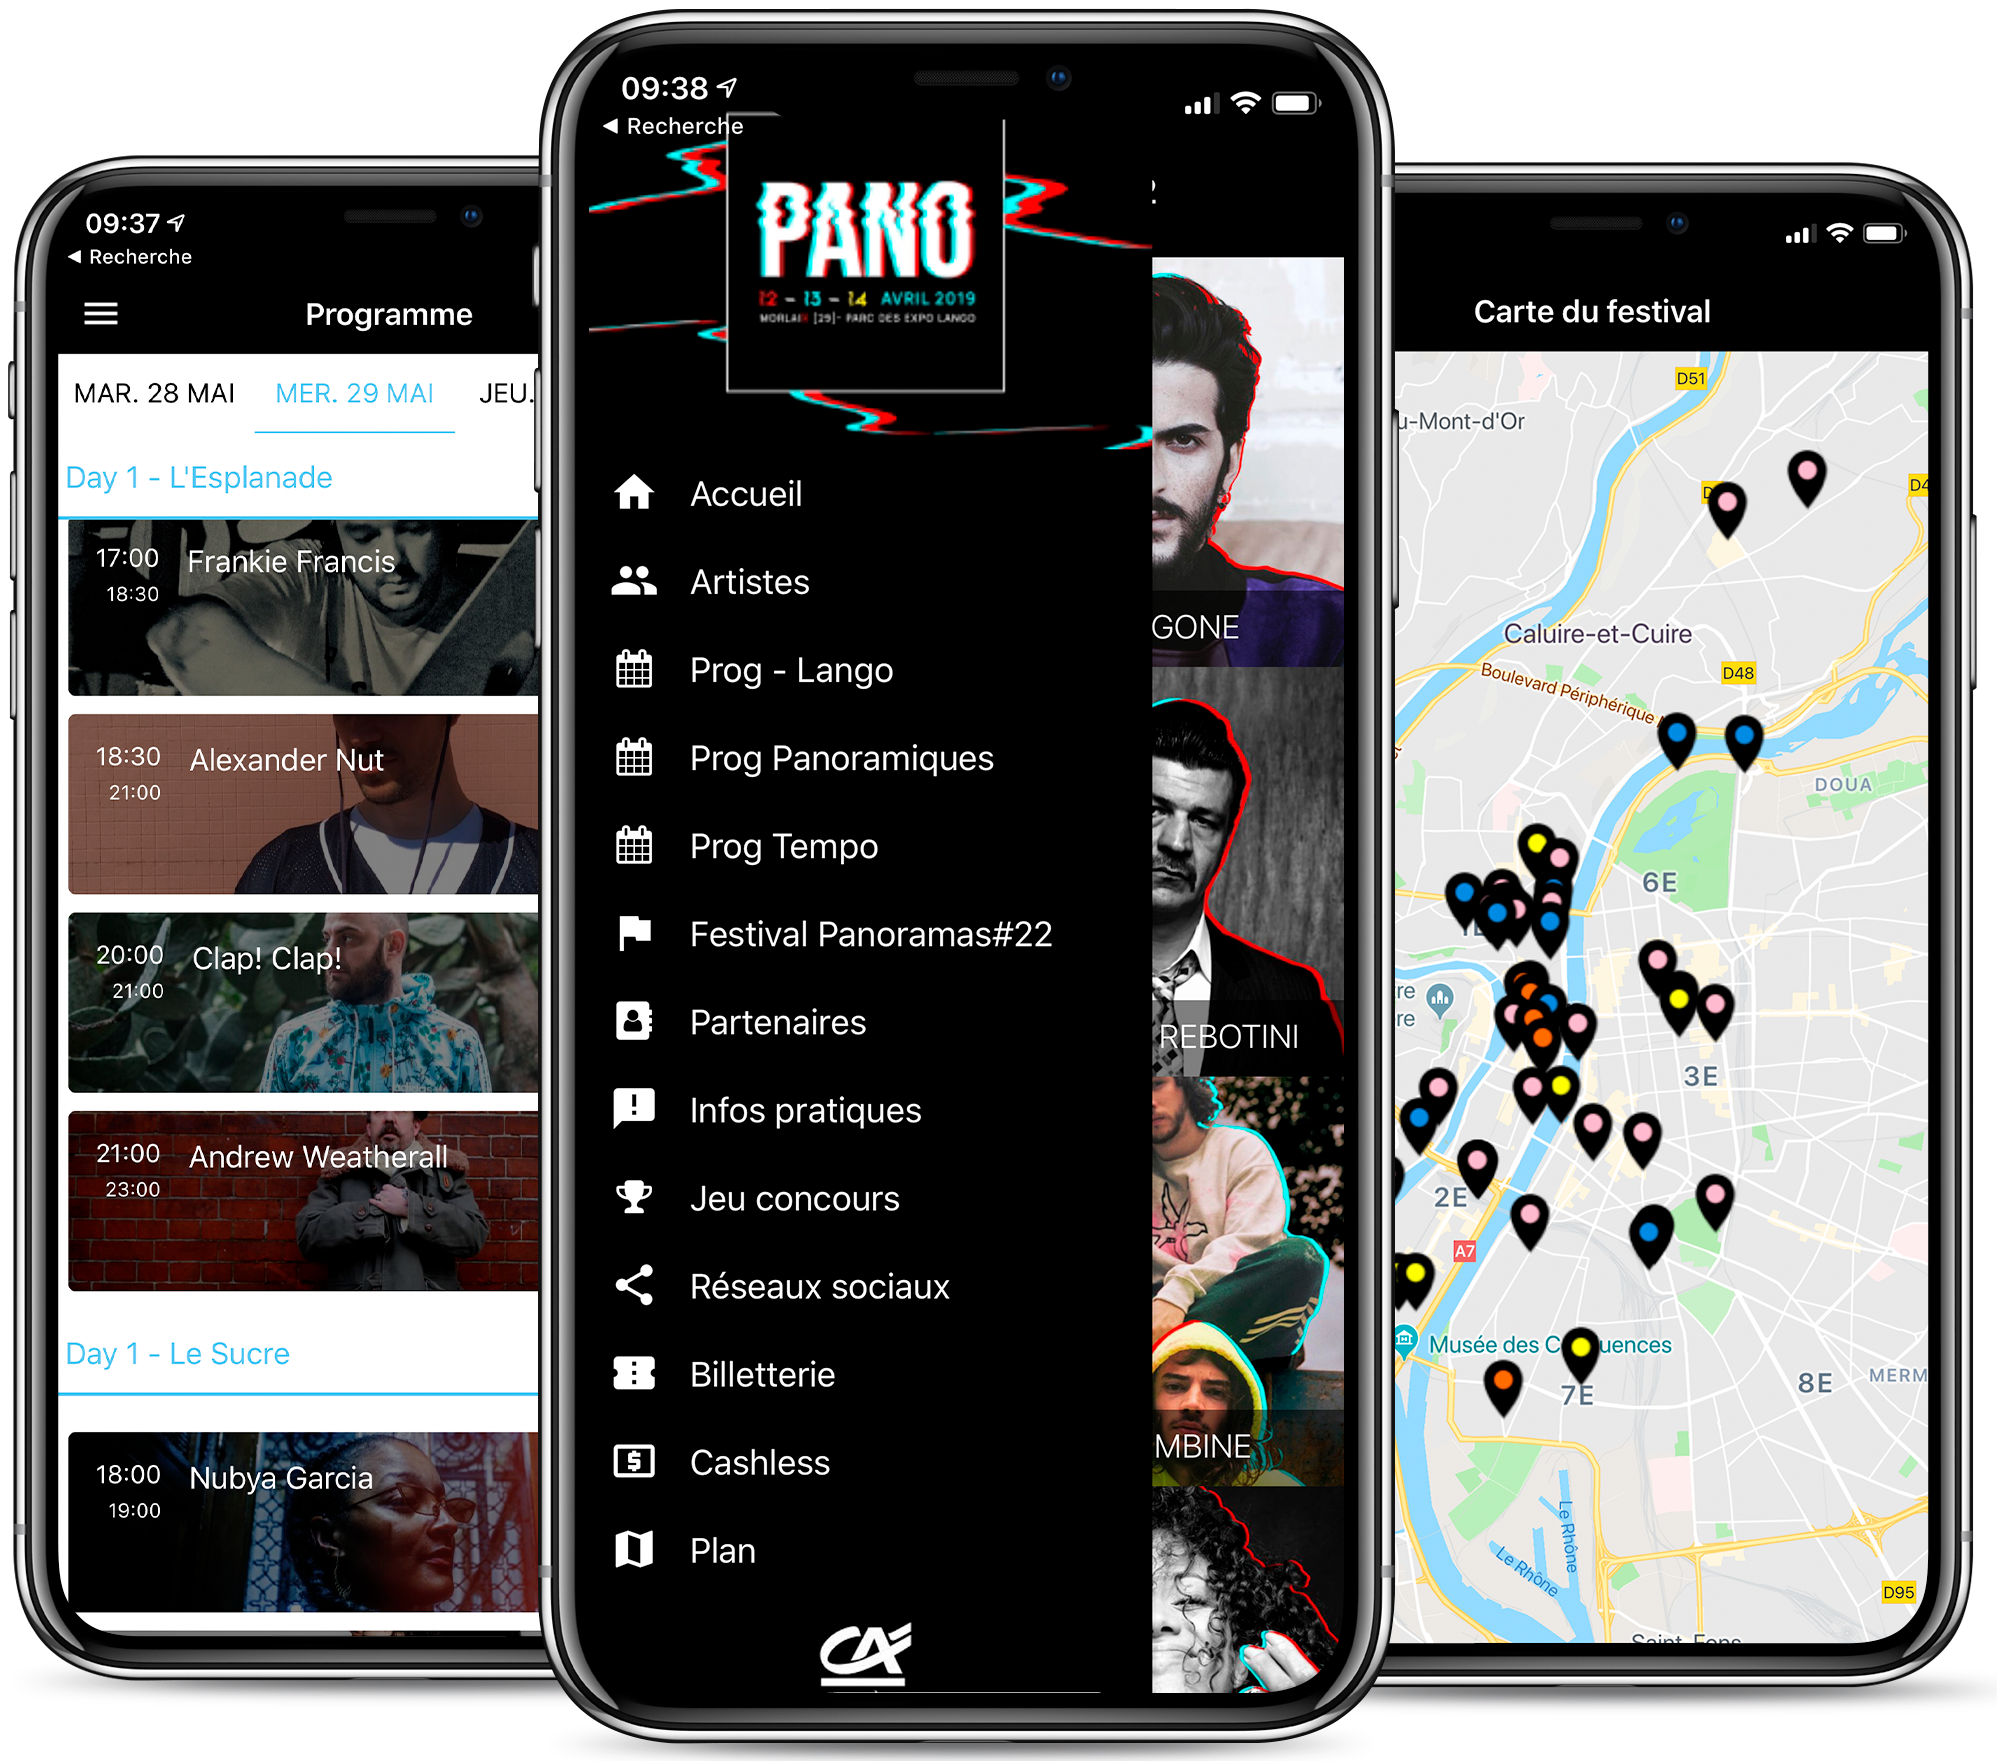 09:37
◀ Recherche
Programme
MAR. 28 MAI
MER. 29 MAI
JEU.
Day 1 - L'Esplanade
17:00
Frankie Francis
18:30
18:30
Alexander Nut
21:00
20:00
Clap! Clap!
21:00
21:00
Andrew Weatherall
23:00
Day 1 - Le Sucre
18:00
Nubya Garcia
19:00
09:38
◀ Recherche
PANO
12 - 13 - 14 AVRIL 2019
MORLAIX [29]- PARC DES EXPO LANGO
Accueil
Artistes
Prog - Lango
Prog Panoramiques
Prog Tempo
Festival Panoramas#22
Partenaires
Infos pratiques
Jeu concours
Réseaux sociaux
Billetterie
Cashless
Plan
CA
GONE
REBOTINI
MBINE
Carte du festival
D51
u-Mont-d'Or
Caluire-et-Cuire
D48
Boulevard Périphérique
DOUA
6E
3E
2E
A7
Musée des C uences
7E
8E
MERM
Le Rhône
Le Rhône
D95